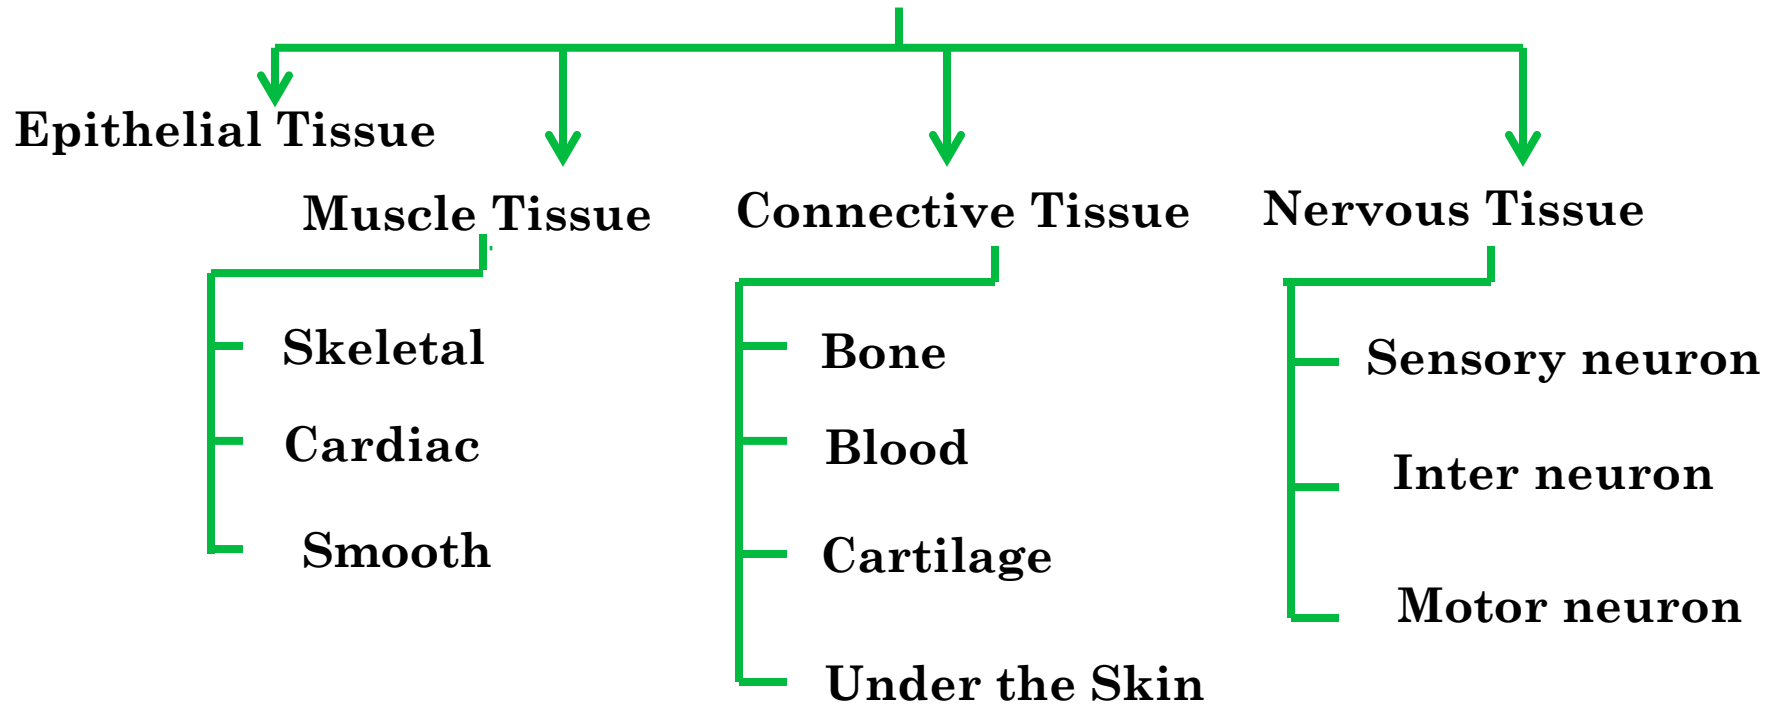 Epithelial Tissue
Muscle Tissue
Skeletal
Cardiac
Smooth
Connective Tissue
Bone
Blood
Cartilage
Under the Skin
Nervous Tissue
Sensory neuron
Inter neuron
Motor neuron